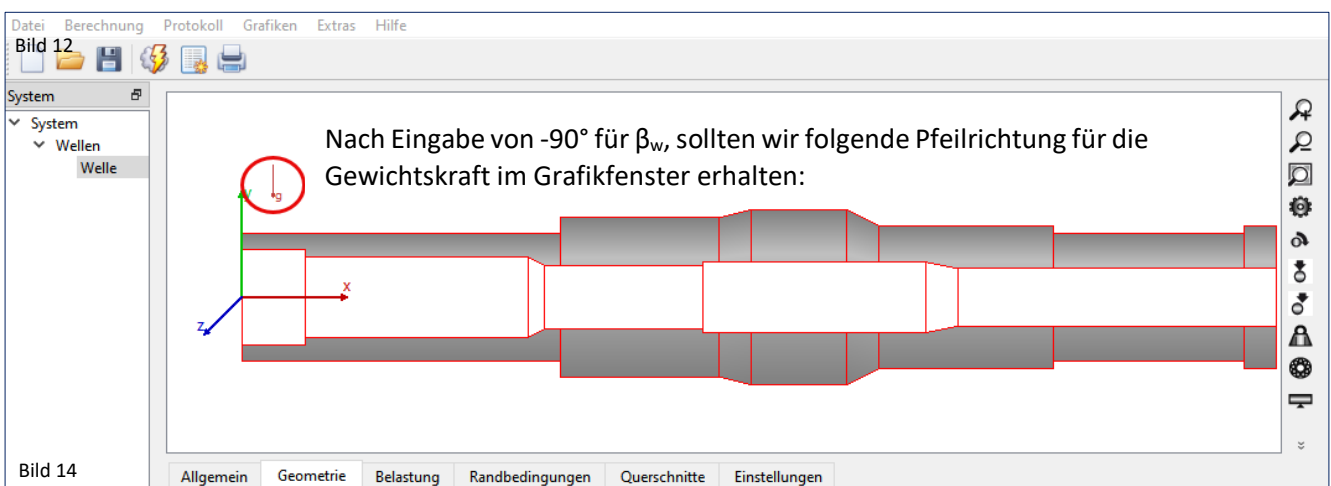 Datei Berechnung Protokoll Grafiken Extras Hilfe
Bild 12
System
System
Wellen
Welle
Nach Eingabe von -90° für βw, sollten wir folgende Pfeilrichtung für die
Gewichtskraft im Grafikfenster erhalten:
y
g
x
z
Bild 14
Allgemein Geometrie Belastung Randbedingungen Querschnitte Einstellungen